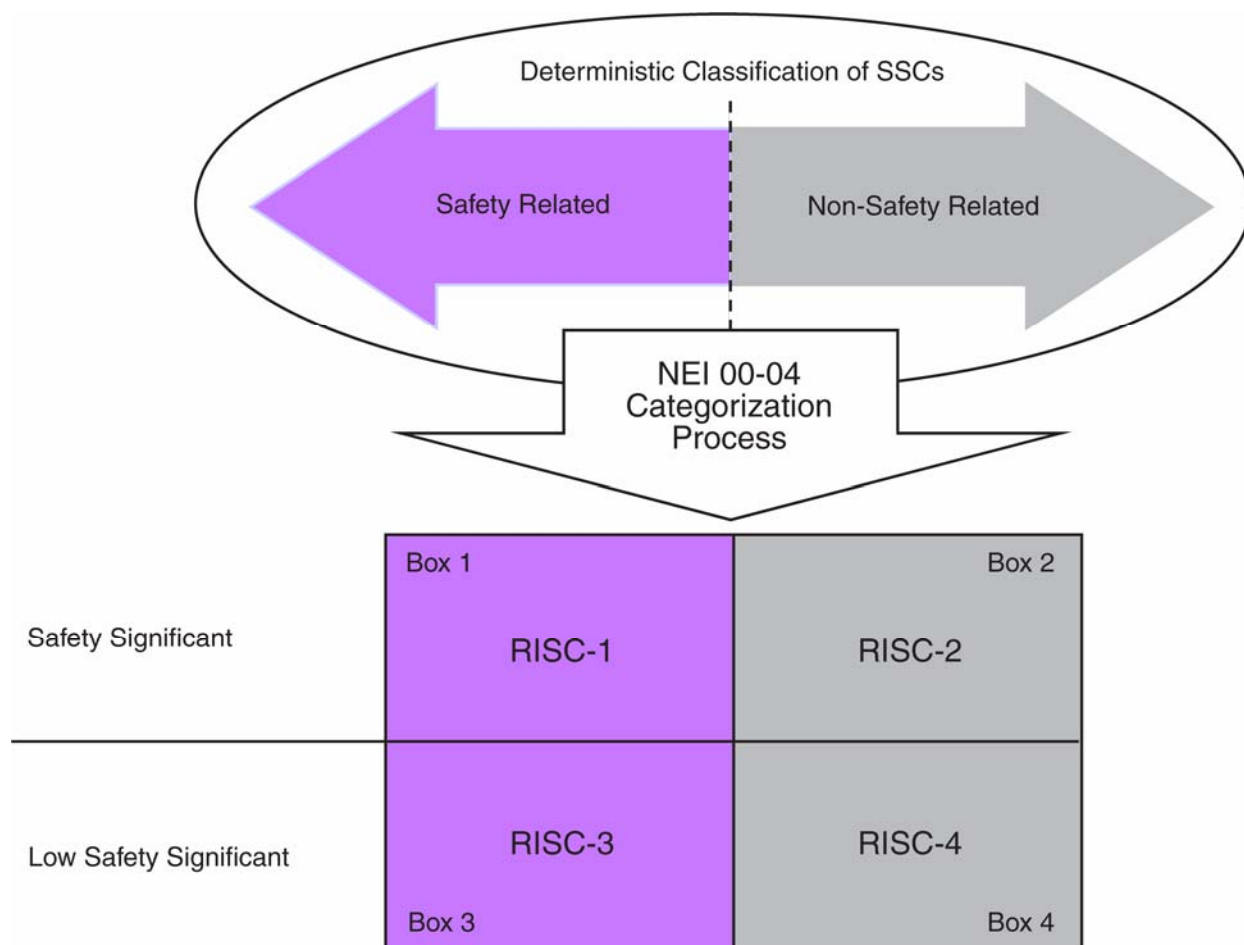 Deterministic Classification of SSCs
Safety Related
Non-Safety Related
NEI 00-04
Categorization
Process
Box 1
Box 2
Safety Significant
RISC-1
RISC-2
Low Safety Significant
RISC-3
RISC-4
Box 3
Box 4